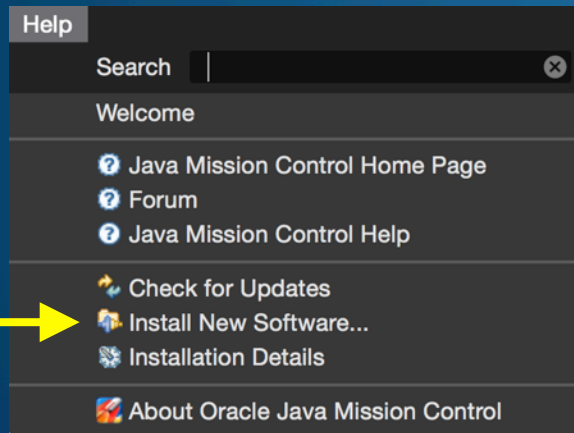 Help
Search
Welcome
Java Mission Control Home Page
Forum
Java Mission Control Help
Check for Updates
Install New Software...
Installation Details
About Oracle Java Mission Control